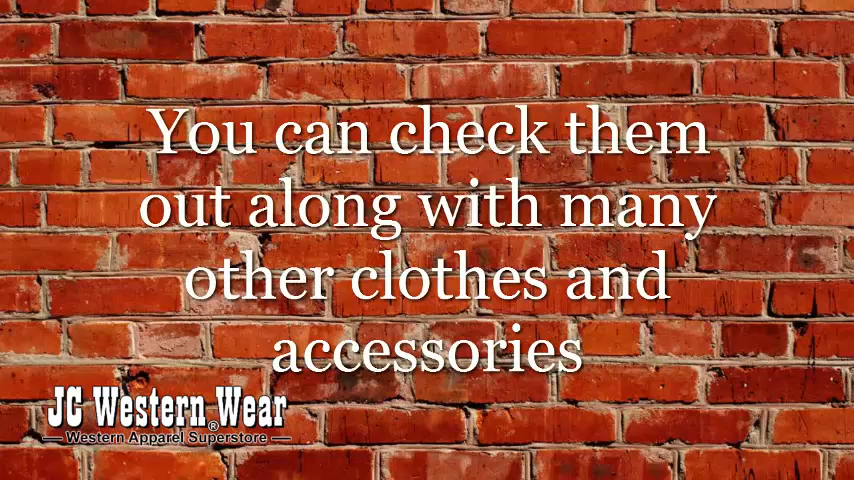 You can check them
out along with many
other clothes and
accessories
JC Western Wear®
Western Apparel Superstore